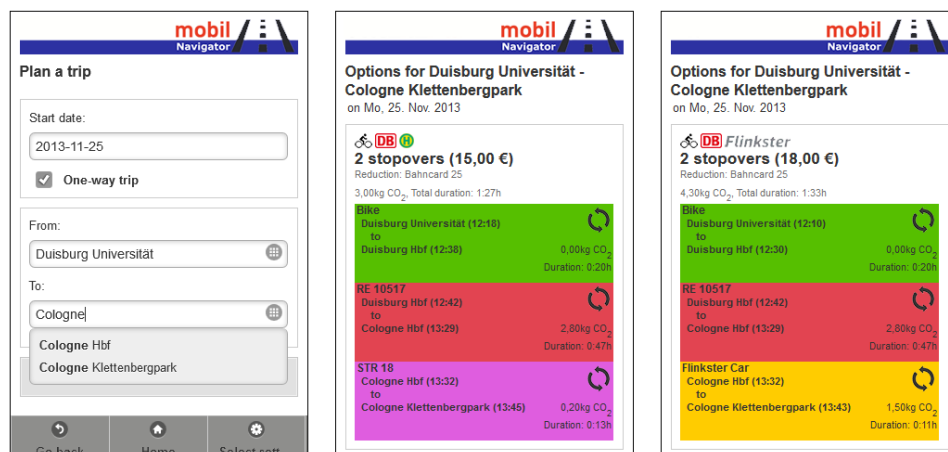 mobil
Navigator
Plan a trip
Start date:
2013-11-25
One-way trip
From:
Duisburg Universität
To:
Cologne
Cologne Hbf
Cologne Klettenbergpark
Go back
Home
Select sett
mobil
Navigator
Options for Duisburg Universität -
Cologne Klettenbergpark
on Mo, 25. Nov. 2013
DB H
2 stopovers (15,00 €)
Reduction: Bahncard 25
3,00kg CO2, Total duration: 1:27h
Bike
Duisburg Universität (12:18)
to
Duisburg Hbf (12:38) 0,00kg CO2
Duration: 0:20h
RE 10517
Duisburg Hbf (12:42)
to
Cologne Hbf (13:29) 2,80kg CO2
Duration: 0:47h
STR 18
Cologne Hbf (13:32)
to
Cologne Klettenbergpark (13:45) 0,20kg CO2
Duration: 0:13h
mobil
Navigator
Options for Duisburg Universität -
Cologne Klettenbergpark
on Mo, 25. Nov. 2013
DB Flinkster
2 stopovers (18,00 €)
Reduction: Bahncard 25
4,30kg CO2, Total duration: 1:33h
Bike
Duisburg Universität (12:10)
to
Duisburg Hbf (12:30) 0,00kg CO2
Duration: 0:20h
RE 10517
Duisburg Hbf (12:42)
to
Cologne Hbf (13:29) 2,80kg CO2
Duration: 0:47h
Flinkster Car
Cologne Hbf (13:32)
to
Cologne Klettenbergpark (13:43) 1,50kg CO2
Duration: 0:11h